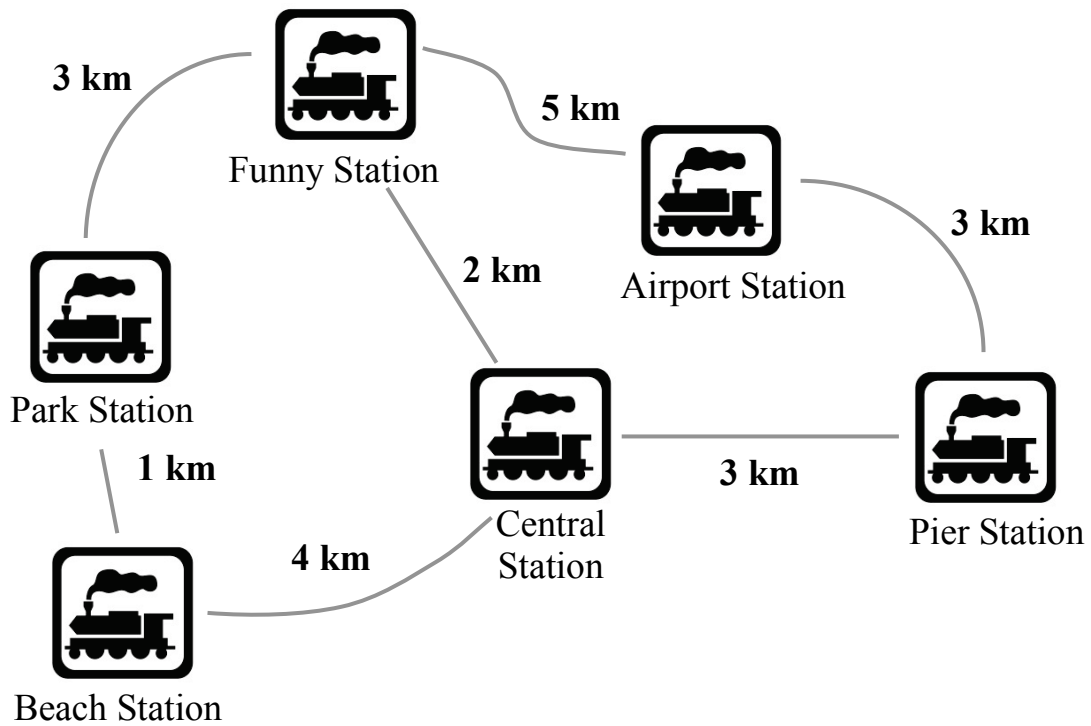 3 km
Funny Station
5 km
Airport Station
3 km
2 km
Park Station
1 km
Central
Station
3 km
Pier Station
4 km
Beach Station